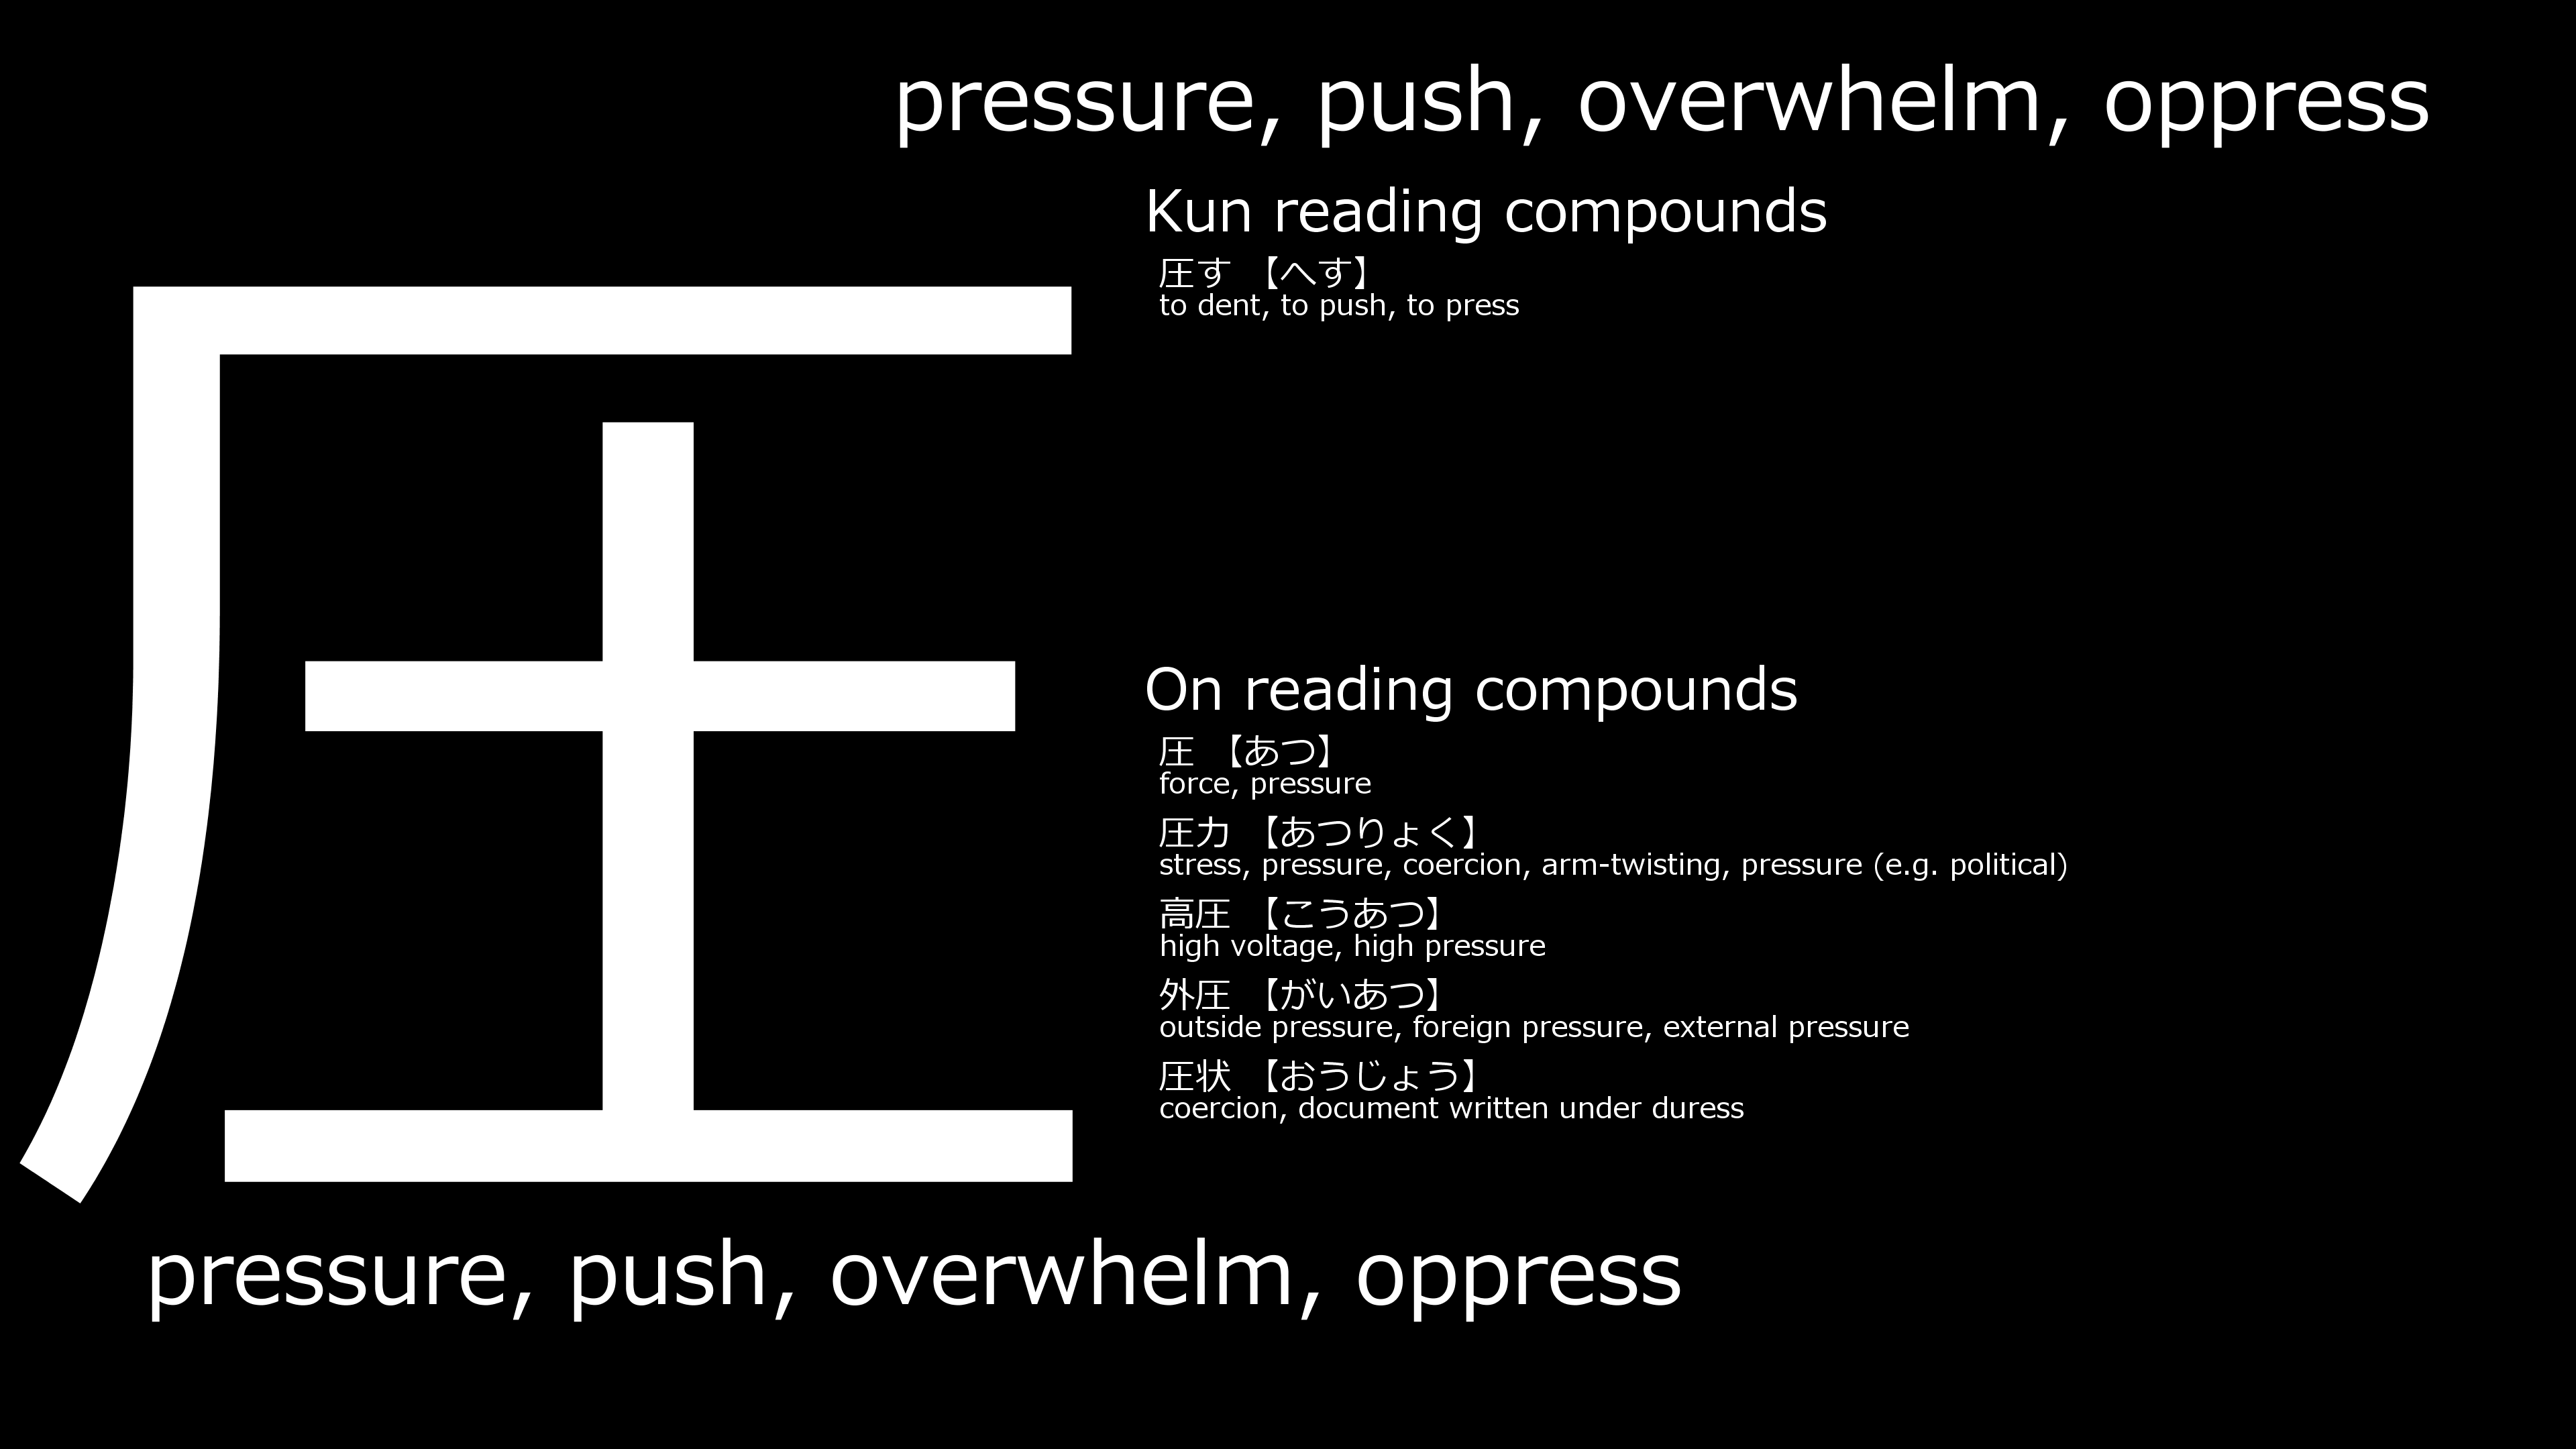 pressure, push, overwhelm, oppress
圧
Kun reading compounds
圧す 【へす】
to dent, to push, to press
On reading compounds
圧 【あつ】
force, pressure
圧力 【あつりょく】
stress, pressure, coercion, arm-twisting, pressure (e.g. political)
高圧 【こうあつ】
high voltage, high pressure
外圧 【がいあつ】
outside pressure, foreign pressure, external pressure
圧状 【おうじょう】
coercion, document written under duress
pressure, push, overwhelm, oppress